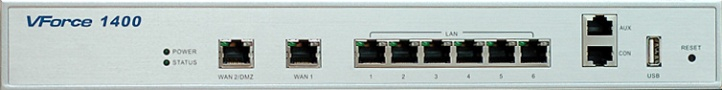 VForce 1400
POWER
STATUS
WAN 2/DMZ
WAN 1
LAN
1 2 3 4 5 6
AUX
CON
USB
RESET